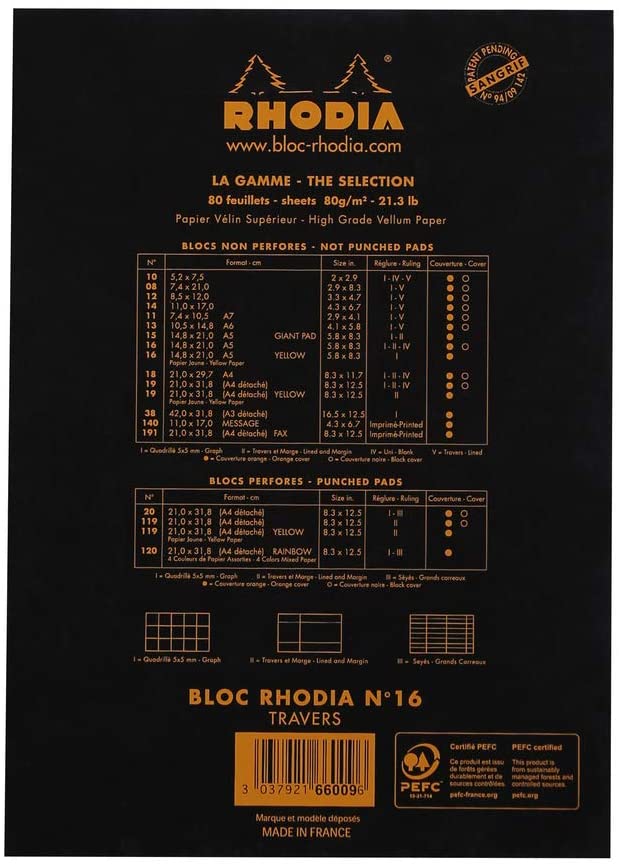 ®
RHODIA
www.bloc-rhodia.com
PATENT PENDING
SANGRIF
N° 94/09 142
LA GAMME - THE SELECTION
80 feuillets - sheets 80g/m² - 21.3 lb
Papier Vélin Supérieur - High Grade Vellum Paper
BLOCS NON PERFORES - NOT PUNCHED PADS
N° Format - cm Size in. Réglure - Ruling Couverture - Cover
10 5,2 x 7,5 2 x 2.9 I - IV - V ● O
08 7,4 x 21,0 2.9 x 8.3 I - V ● O
12 8,5 x 12,0 3.3 x 4.7 I - V ● O
14 11,0 x 17,0 4.3 x 6.7 I - V ● O
11 7,4 x 10,5 A7 2.9 x 4.1 I - V ● O
13 10,5 x 14,8 A6 4.1 x 5.8 I - V ● O
15 14,8 x 21,0 A5 GIANT PAD 5.8 x 8.3 I - II ●
16 14,8 x 21,0 A5 5.8 x 8.3 I - II - IV ● O
16 14,8 x 21,0 A5 YELLOW 5.8 x 8.3 I ●
Papier Jaune - Yellow Paper
18 21,0 x 29,7 A4 8.3 x 11.7 I - II - IV ● O
19 21,0 x 31,8 (A4 détaché) 8.3 x 12.5 I - II - IV ● O
19 21,0 x 31,8 (A4 détaché) YELLOW 8.3 x 12.5 II ●
Papier Jaune - Yellow Paper
38 42,0 x 31,8 (A3 détaché) 16.5 x 12.5 I ●
140 11,0 x 17,0 MESSAGE 4.3 x 6.7 Imprimé-Printed ●
191 21,0 x 31,8 (A4 détaché) FAX 8.3 x 12.5 Imprimé-Printed ●
I = Quadrillé 5x5 mm - Graph II = Travers et Marge - Lined and Margin IV = Uni - Blank V = Travers - Lined
● = Couverture orange - Orange cover O = Couverture noire - Black cover
BLOCS PERFORES - PUNCHED PADS
N° Format - cm Size in. Réglure - Ruling Couverture - Cover
20 21,0 x 31,8 (A4 détaché) 8.3 x 12.5 I - III ● O
119 21,0 x 31,8 (A4 détaché) 8.3 x 12.5 II ● O
119 21,0 x 31,8 (A4 détaché) YELLOW 8.3 x 12.5 II ●
Papier Jaune - Yellow Paper
120 21,0 x 31,8 (A4 détaché) RAINBOW 8.3 x 12.5 I - III ●
4 Couleurs de Papier Assorties - 4 Colors Mixed Paper
I = Quadrillé 5x5 mm - Graph II = Travers et Marge - Lined and Margin III = Séyès - Grands carreaux
● = Couverture orange - Orange cover O = Couverture noire - Black cover
I = Quadrillé 5x5 mm - Graph II = Travers et Marge - Lined and Margin III = Seyés - Grands Carreaux
BLOC RHODIA N°16
TRAVERS
3 037921 660096
Marque et modèle déposés
MADE IN FRANCE
PEFC
10-31-714
Certifié PEFC
Ce produit est issu
de forêts gérées
durablement et de
sources contrôlées.
pefc-france.org
PEFC certified
This product is
from sustainably
managed forests and
controlled sources.
pefc.org